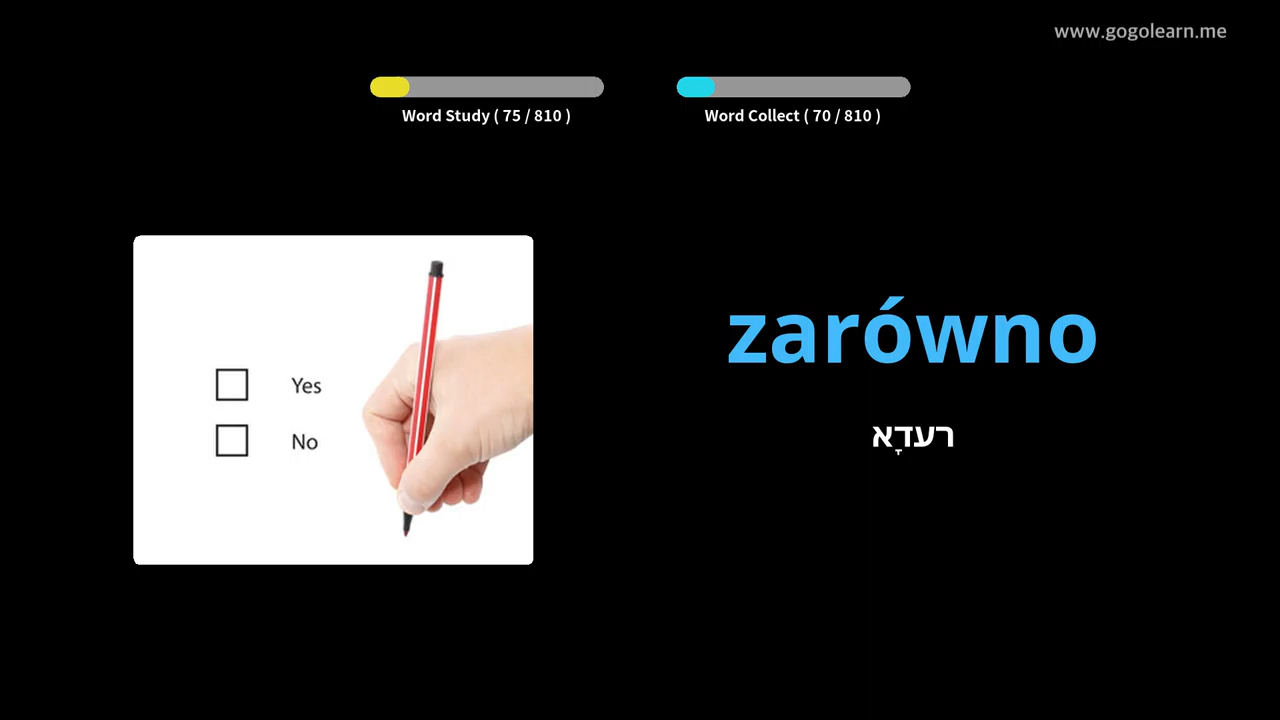 www.gogolearn.me
Word Study ( 75 / 810 )
Word Collect ( 70 / 810 )
Yes
No
zarówno
רעדָא